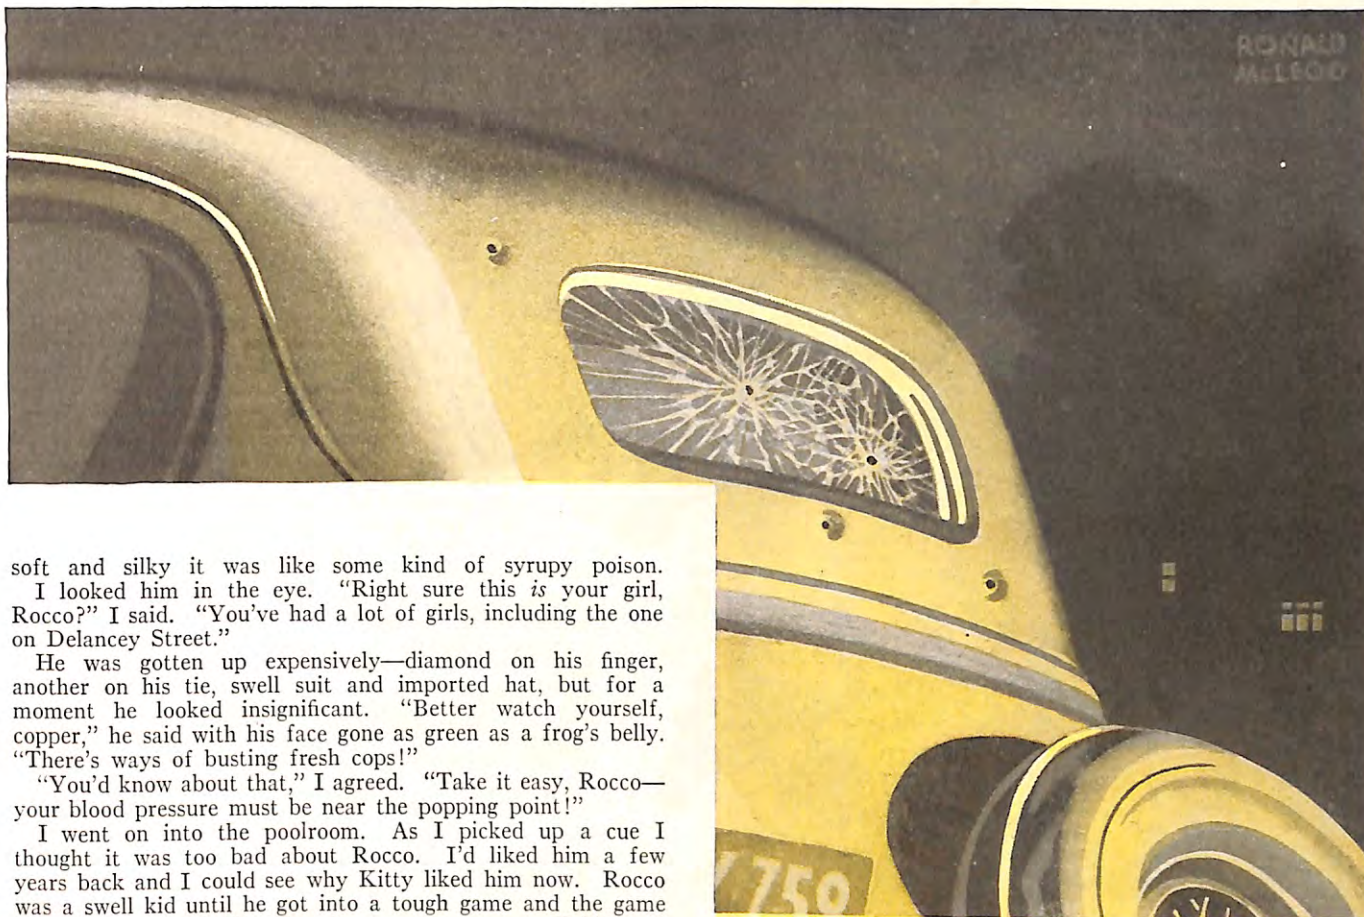 RONALD
McLEOD
soft and silky it was like some kind of syrupy poison.
I looked him in the eye. “Right sure this is your girl,
Rocco?” I said. “You've had a lot of girls, including the one
on Delancey Street.”
He was gotten up expensively—diamond on his finger,
another on his tie, swell suit and imported hat, but for a
moment he looked insignificant. “Better watch yourself,
copper,” he said with his face gone as green as a frog's belly.
“There's ways of busting fresh cops!”
“You'd know about that,” I agreed. “Take it easy, Rocco—
your blood pressure must be near the popping point!”
I went on into the poolroom. As I picked up a cue I
thought it was too bad about Rocco. I'd liked him a few
years back and I could see why Kitty liked him now. Rocco
was a swell kid until he got into a tough game and the game
759